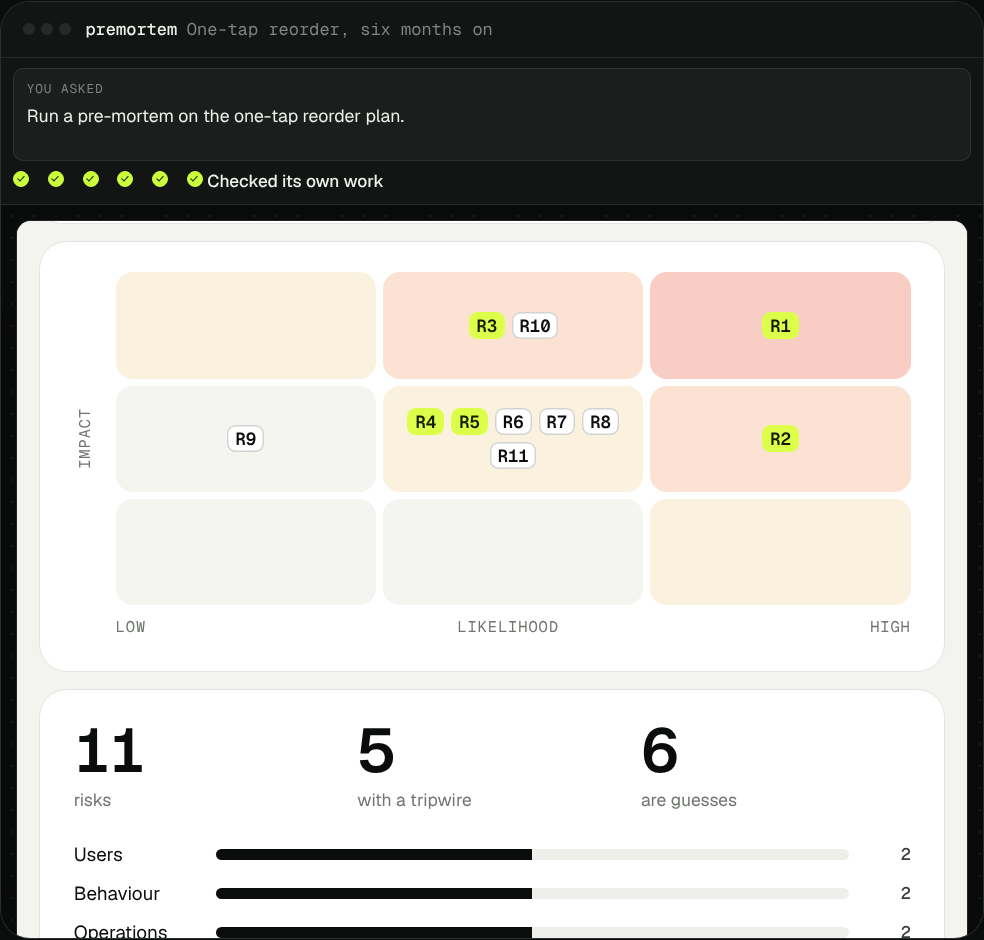 premortem One-tap reorder, six months on
YOU ASKED
Run a pre-mortem on the one-tap reorder plan.
Checked its own work
R3 R10
R1
IMPACT
R9
R4 R5 R6 R7 R8
R11
R2
LOW LIKELIHOOD HIGH
11 5 6
risks with a tripwire are guesses
Users 2
Behaviour 2
Operations 2